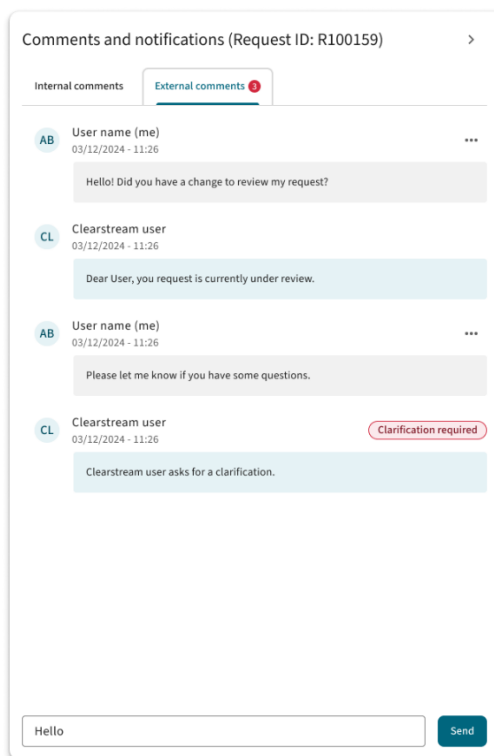 Comments and notifications (Request ID: R100159)
Internal comments
External comments 3
AB
User name (me)
03/12/2024 - 11:26
Hello! Did you have a change to review my request?
CL
Clearstream user
03/12/2024 - 11:26
Dear User, you request is currently under review.
AB
User name (me)
03/12/2024 - 11:26
Please let me know if you have some questions.
CL
Clearstream user
Clarification required
03/12/2024 - 11:26
Clearstream user asks for a clarification.
Hello
Send